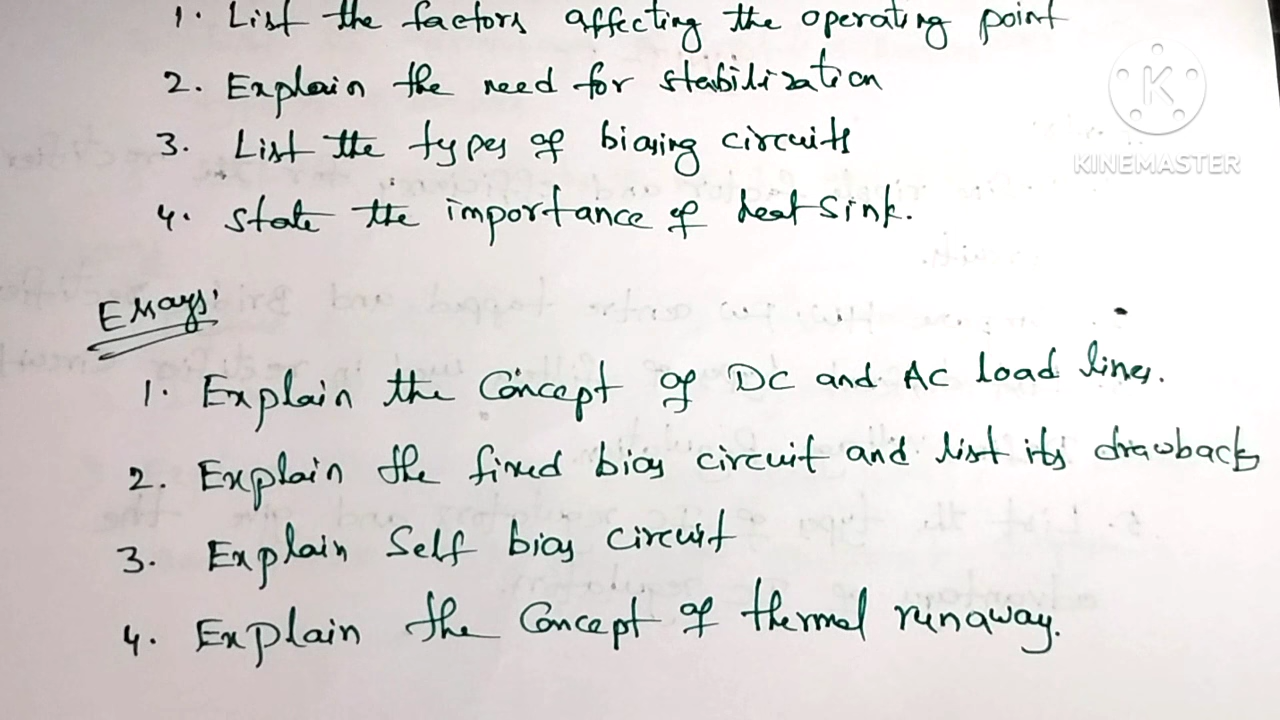 1. List the factors affecting the operating point
2. Explain the need for stabilization
3. List the types of biasing circuits
4. State the importance of heat sink.
KINEMASTER
Essays:
1. Explain the Concept of DC and AC load lines.
2. Explain the fixed bias circuit and list its drawback
3. Explain Self bias circuit
4. Explain the Concept of thermal runaway.